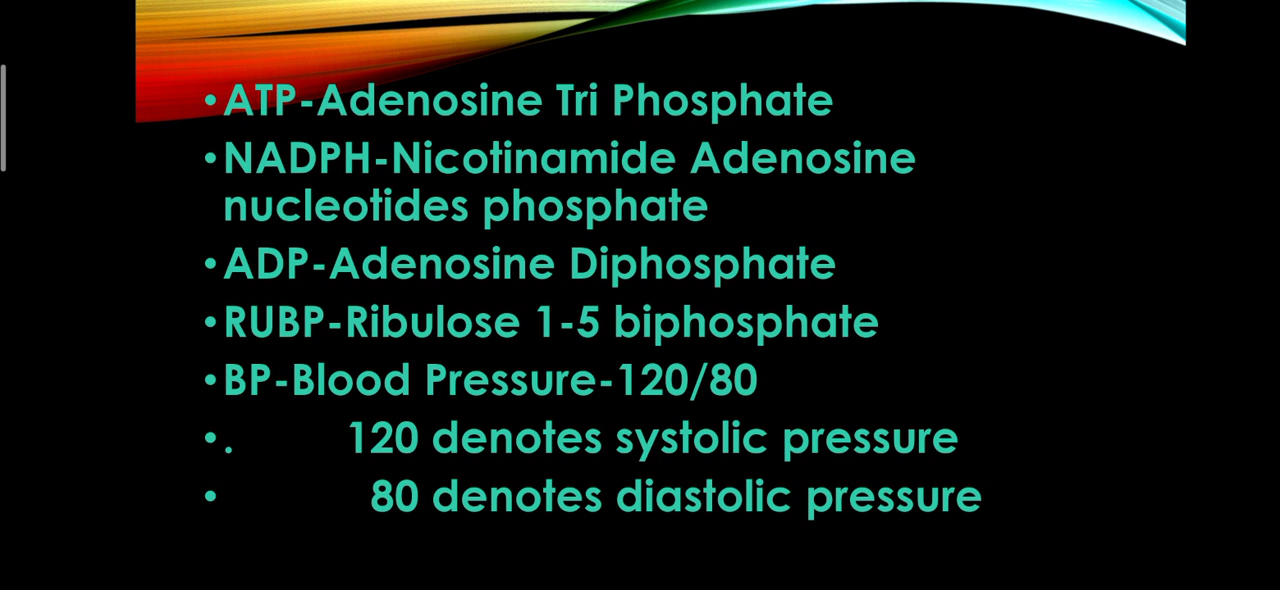 •ATP-Adenosine Tri Phosphate
•NADPH-Nicotinamide Adenosine
nucleotides phosphate
•ADP-Adenosine Diphosphate
•RUBP-Ribulose 1-5 biphosphate
•BP-Blood Pressure-120/80
•. 120 denotes systolic pressure
• 80 denotes diastolic pressure